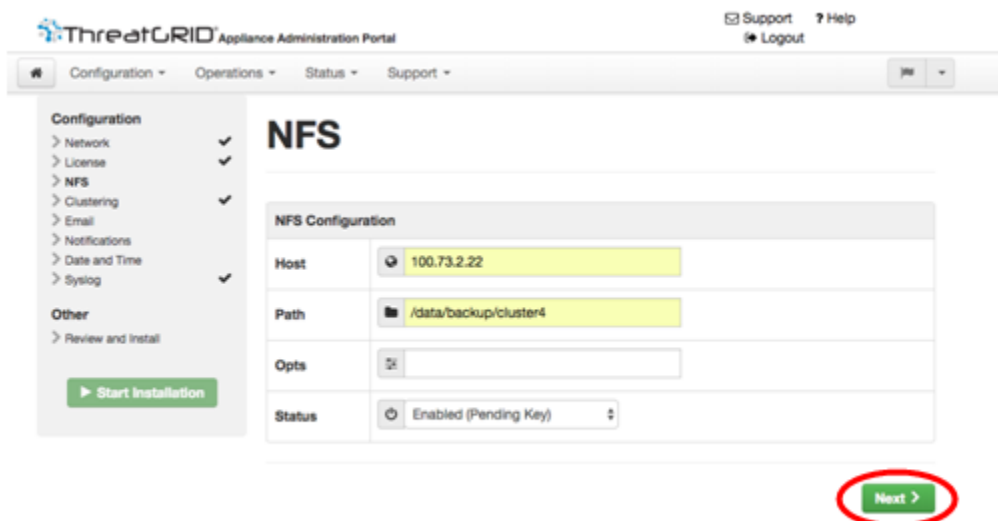 Support ? Help
ThreatGRID Appliance Administration Portal
Logout
Configuration Operations Status Support
Configuration
Network
License
NFS
Clustering
Email
Notifications
Date and Time
Syslog
Other
Review and Install
Start Installation
NFS
NFS Configuration
Host 100.73.2.22
Path /data/backup/cluster4
Opts
Status Enabled (Pending Key)
Next